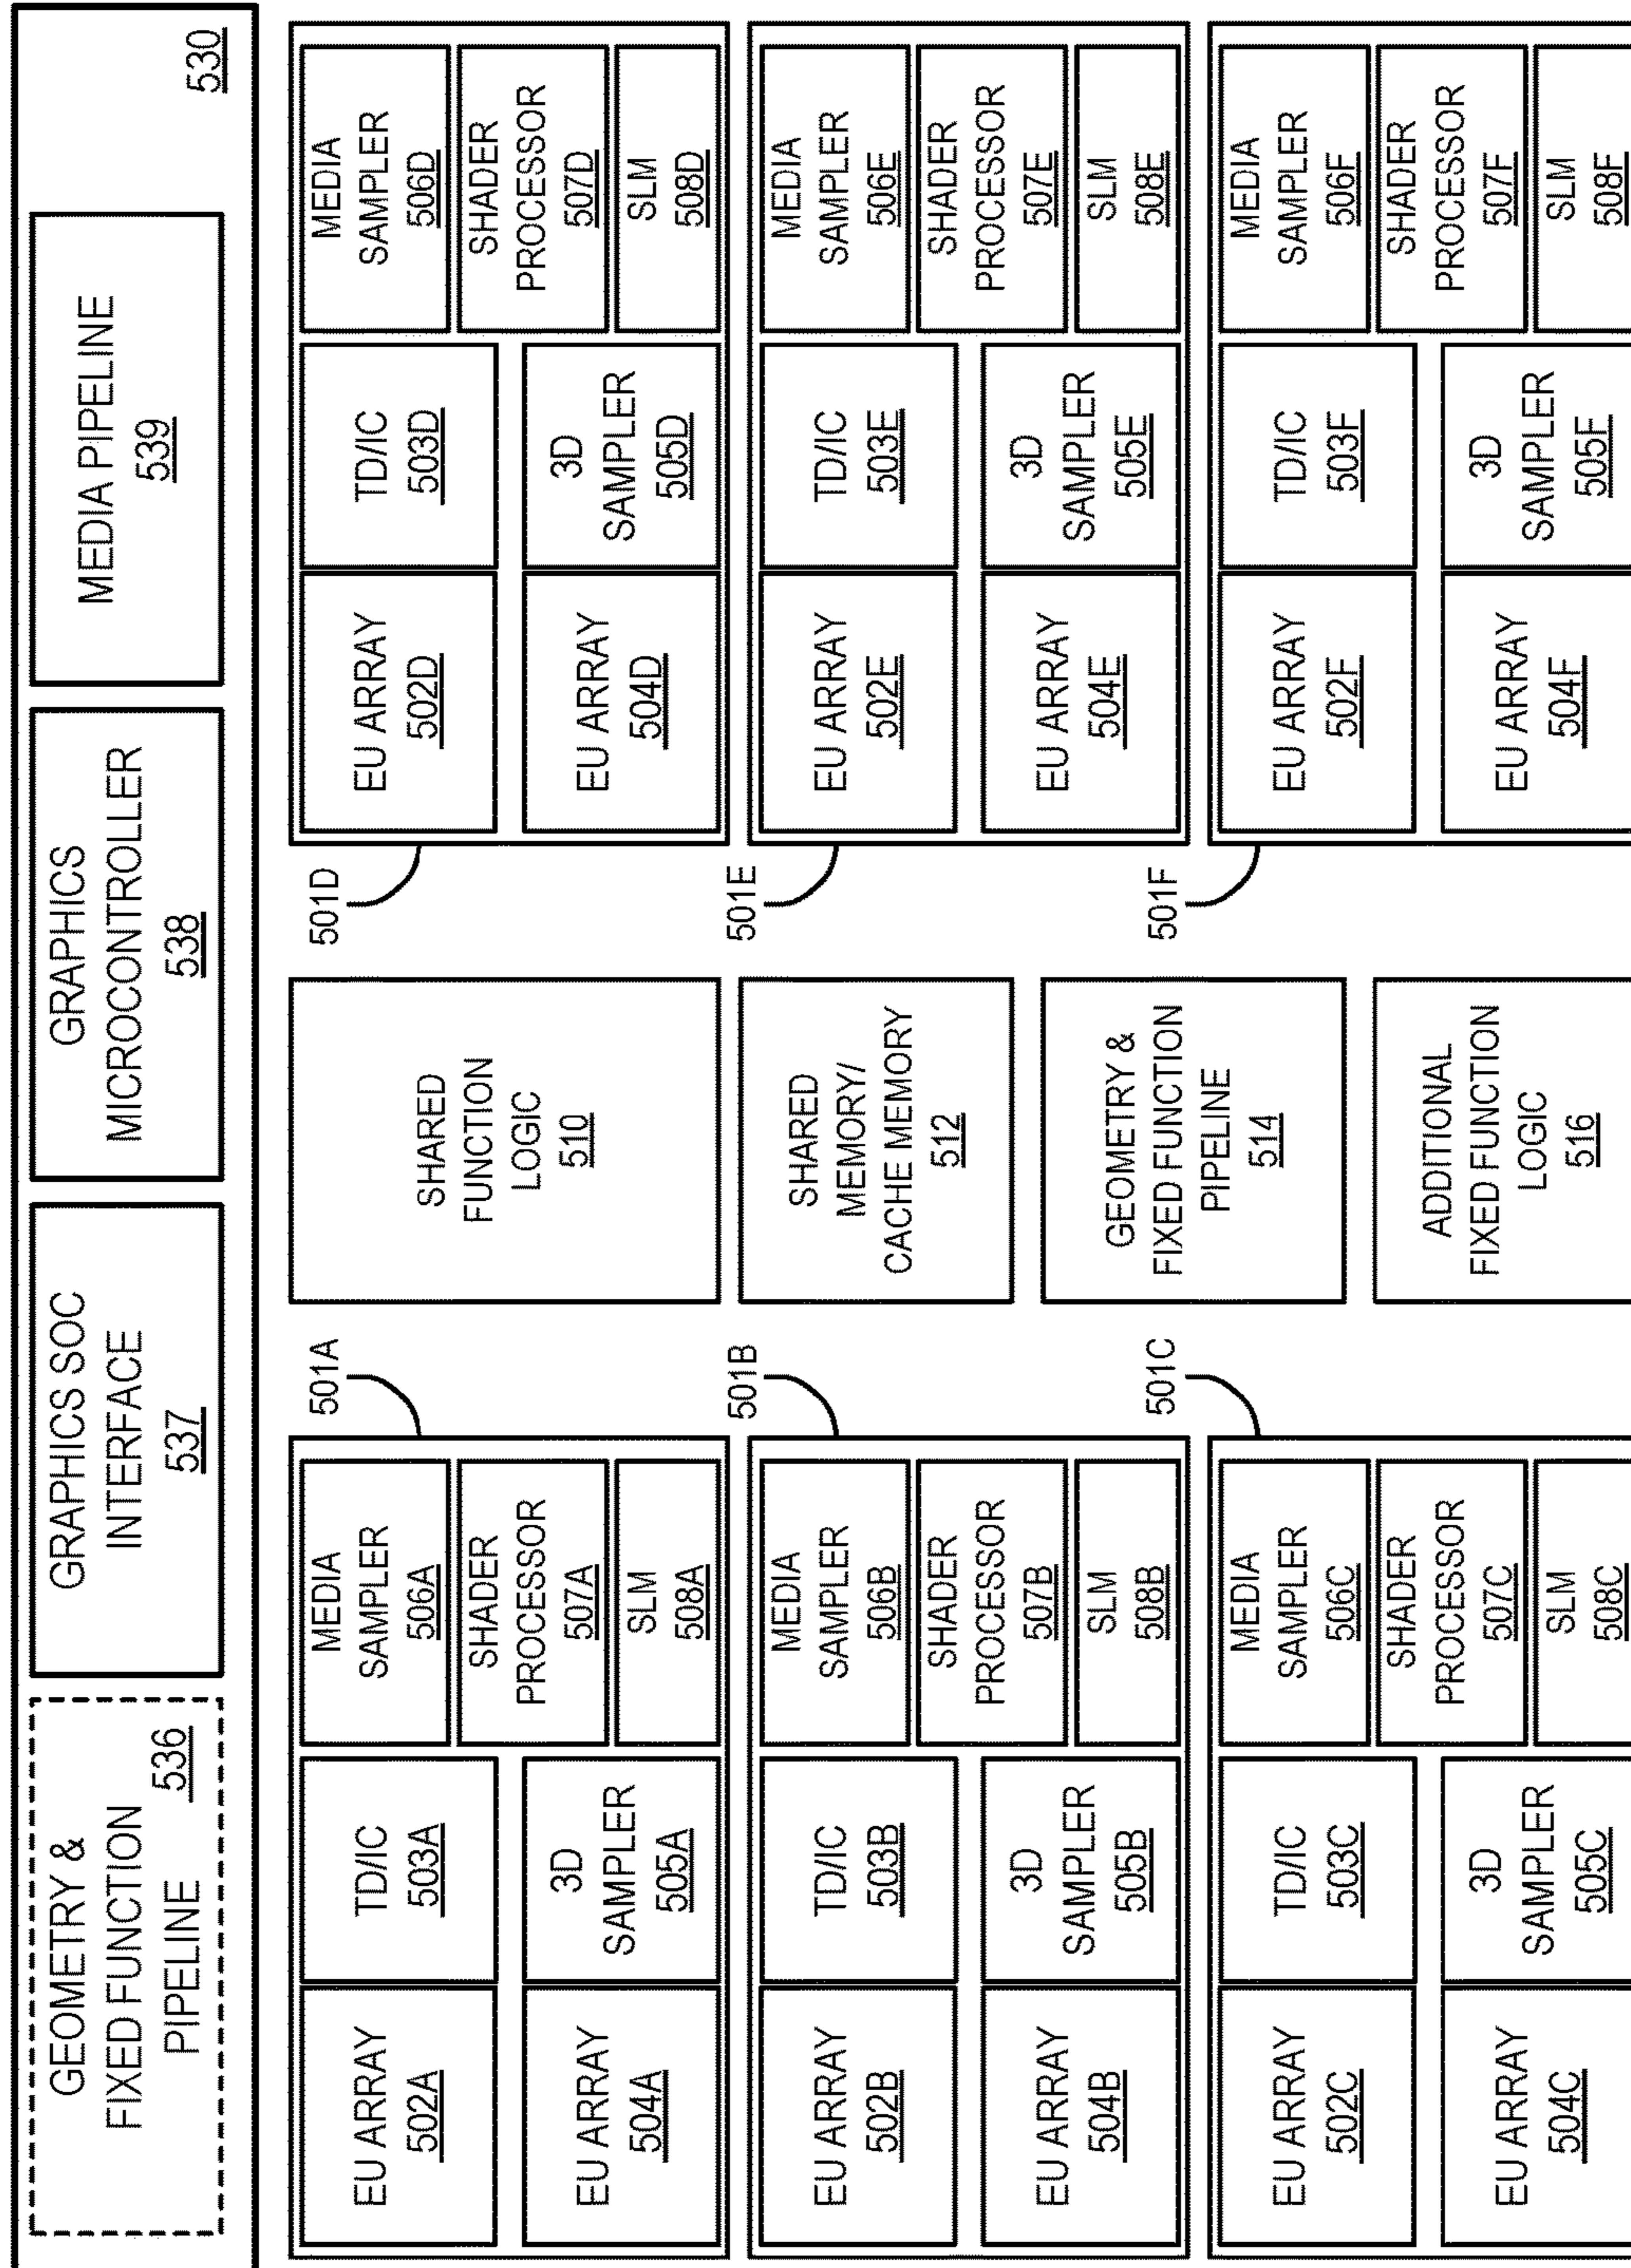 GEOMETRY &
FIXED FUNCTION
PIPELINE
536
GRAPHICS SOC
INTERFACE
537
GRAPHICS
MICROCONTROLLER
538
MEDIA PIPELINE
539
530
501A
EU ARRAY
502A
TD/IC
503A
MEDIA
SAMPLER
506A
SHADER
PROCESSOR
507A
EU ARRAY
504A
3D
SAMPLER
505A
SLM
508A
SHARED
FUNCTION
LOGIC
510
501D
EU ARRAY
502D
TD/IC
503D
MEDIA
SAMPLER
506D
SHADER
PROCESSOR
507D
EU ARRAY
504D
3D
SAMPLER
505D
SLM
508D
501B
EU ARRAY
502B
TD/IC
503B
MEDIA
SAMPLER
506B
SHADER
PROCESSOR
507B
EU ARRAY
504B
3D
SAMPLER
505B
SLM
508B
SHARED
MEMORY/
CACHE MEMORY
512
501E
EU ARRAY
502E
TD/IC
503E
MEDIA
SAMPLER
506E
SHADER
PROCESSOR
507E
EU ARRAY
504E
3D
SAMPLER
505E
SLM
508E
GEOMETRY &
FIXED FUNCTION
PIPELINE
514
501C
EU ARRAY
502C
TD/IC
503C
MEDIA
SAMPLER
506C
SHADER
PROCESSOR
507C
EU ARRAY
504C
3D
SAMPLER
505C
SLM
508C
ADDITIONAL
FIXED FUNCTION
LOGIC
516
501F
EU ARRAY
502F
TD/IC
503F
MEDIA
SAMPLER
506F
SHADER
PROCESSOR
507F
EU ARRAY
504F
3D
SAMPLER
505F
SLM
508F